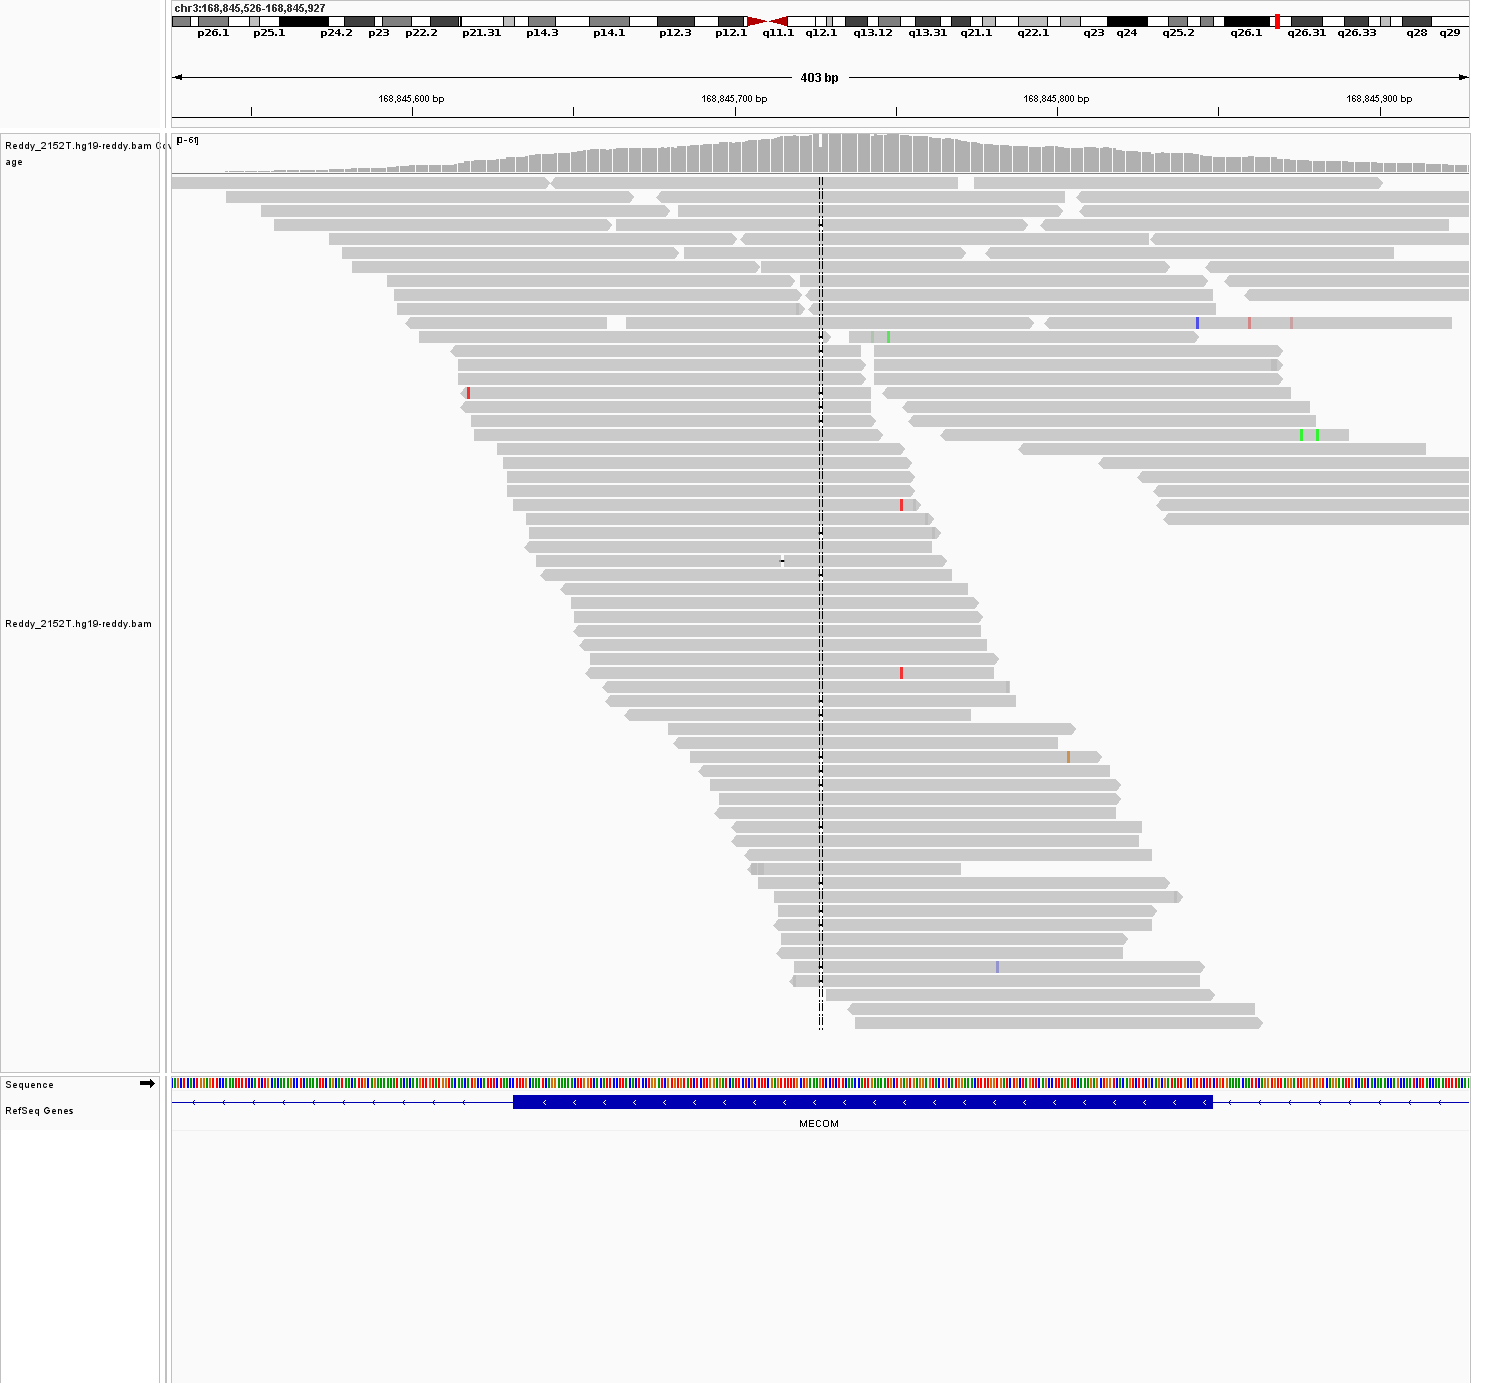 chr3:168,845,526-168,845,927
p26.1 p25.1 p24.2 p23 p22.2 p21.31 p14.3 p14.1 p12.3 p12.1 q11.1 q12.1 q13.12 q13.31 q21.1 q22.1 q23 q24 q25.2 q26.1 q26.31 q26.33 q28 q29
403 bp
168,845,600 bp 168,845,700 bp 168,845,800 bp 168,845,900 bp
Reddy_2152T.hg19-reddy.bam Cov
age
[0-61]
Reddy_2152T.hg19-reddy.bam
Sequence
RefSeq Genes
MECOM